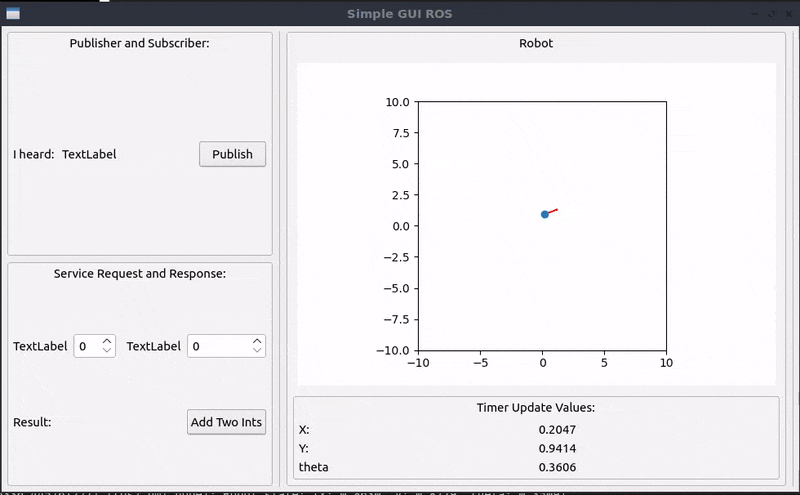 Simple GUI ROS
Publisher and Subscriber:
I heard: TextLabel Publish
Service Request and Response:
TextLabel 0 TextLabel 0
Result: Add Two Ints
Robot
10.0
7.5
5.0
2.5
0.0
−2.5
−5.0
−7.5
−10.0
−10 −5 0 5 10
Timer Update Values:
X: 0.2047
Y: 0.9414
theta 0.3606